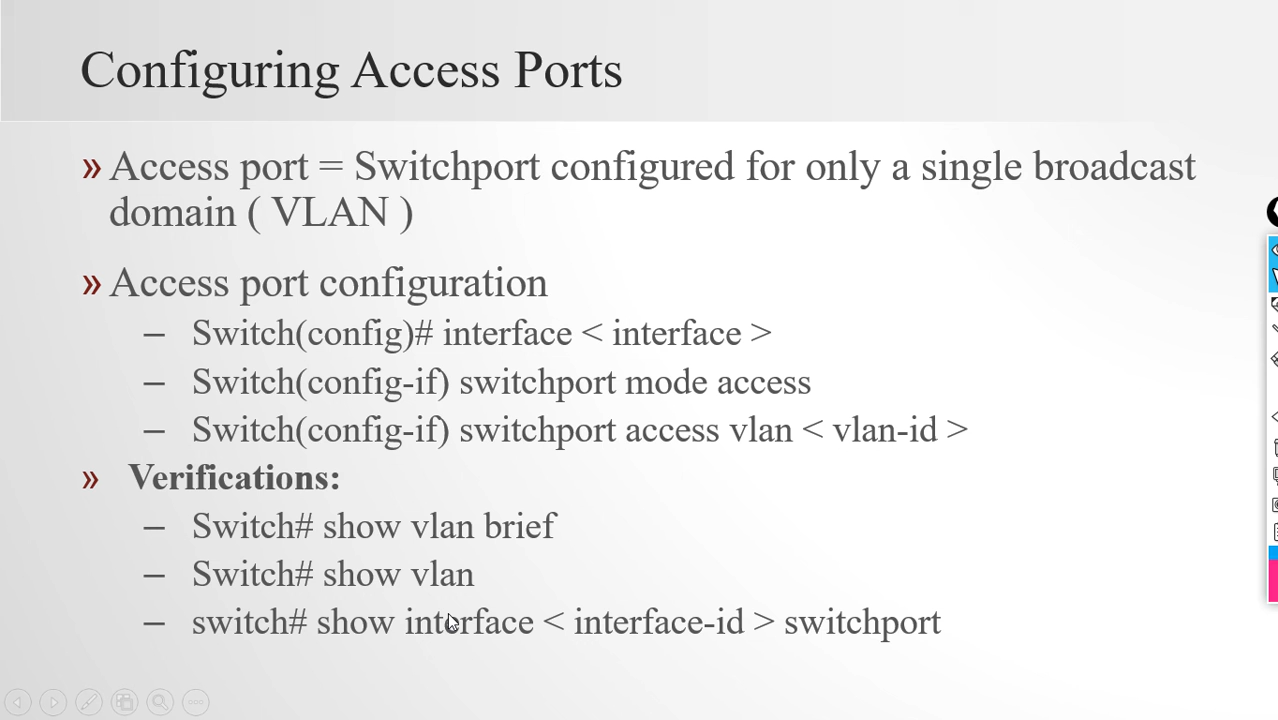 Configuring Access Ports
» Access port = Switchport configured for only a single broadcast
domain ( VLAN )
» Access port configuration
– Switch(config)# interface < interface >
– Switch(config-if) switchport mode access
– Switch(config-if) switchport access vlan < vlan-id >
» Verifications:
– Switch# show vlan brief
– Switch# show vlan
– switch# show interface < interface-id > switchport